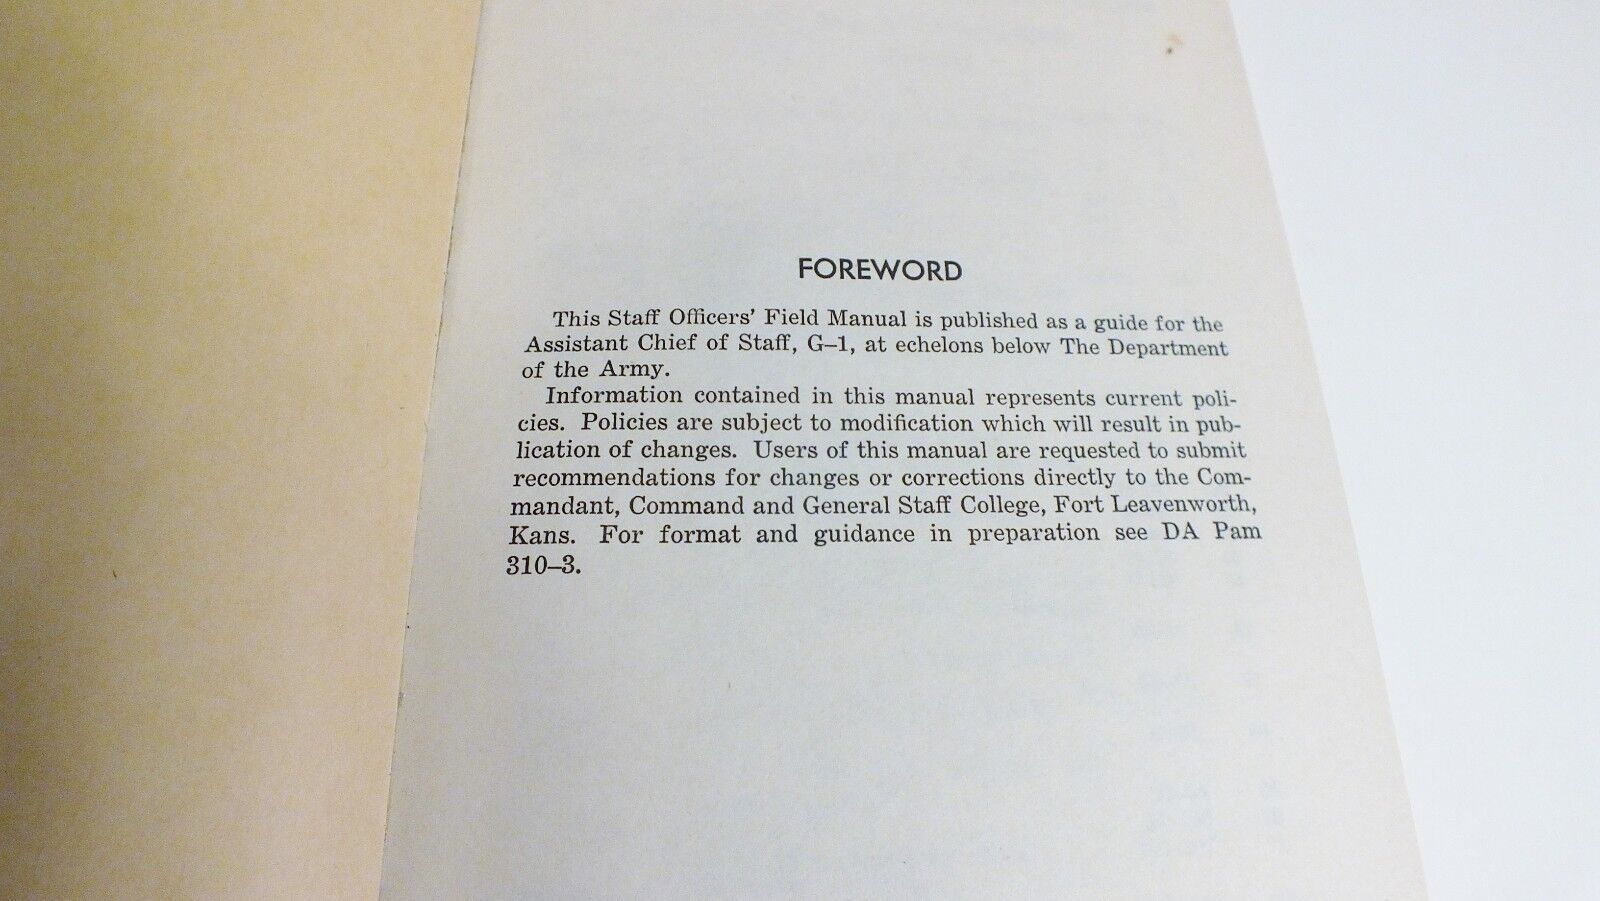 FOREWORD
This Staff Officers' Field Manual is published as a guide for the
Assistant Chief of Staff, G–1, at echelons below The Department
of the Army.
Information contained in this manual represents current poli-
cies. Policies are subject to modification which will result in pub-
lication of changes. Users of this manual are requested to submit
recommendations for changes or corrections directly to the Com-
mandant, Command and General Staff College, Fort Leavenworth,
Kans. For format and guidance in preparation see DA Pam
310–3.